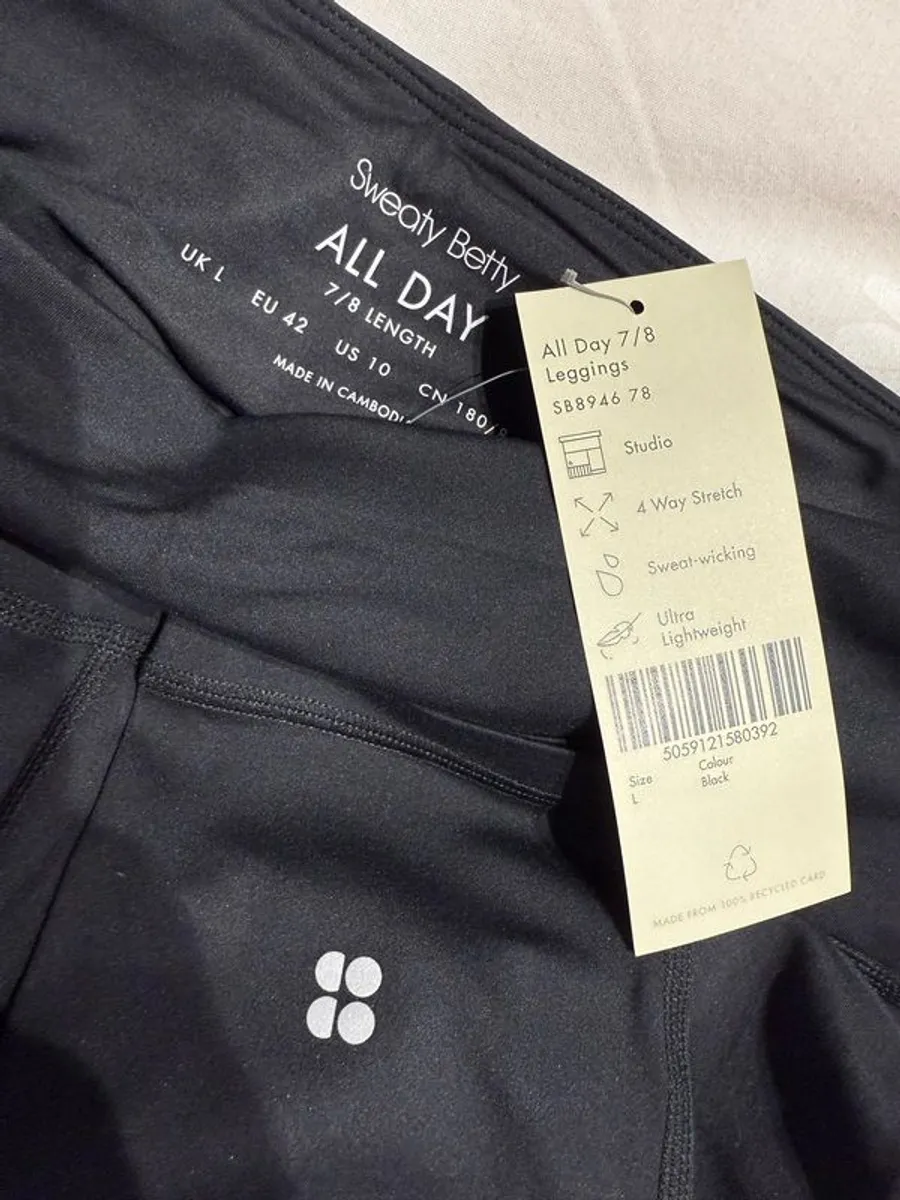 Sweaty Betty
ALL DAY
7/8 LENGTH
UK L EU 42 US 10 CN 180/
MADE IN
All Day 7/8
Leggings
SB8946 78
Studio
4 Way Stretch
Sweat-wicking
Ultra
Lightweight
5059121580392
Size Colour
L Black
MADE FROM 100% RECYCLED CARD